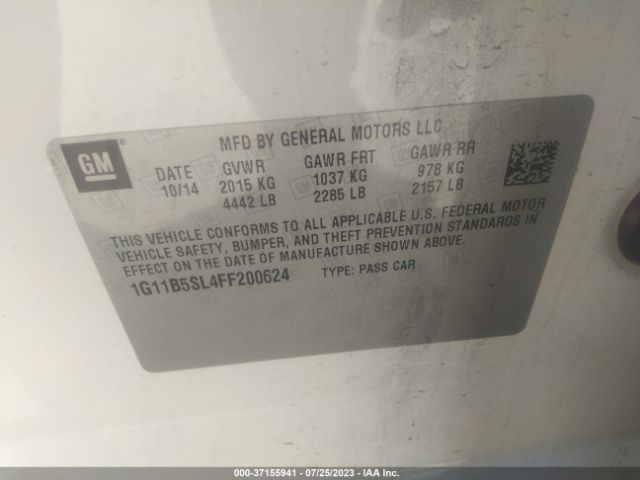 GM
MFD BY GENERAL MOTORS LLC
DATE GVWR GAWR FRT GAWR RR
10/14 2015 KG 1037 KG 978 KG
4442 LB 2285 LB 2157 LB
THIS VEHICLE CONFORMS TO ALL APPLICABLE U.S. FEDERAL MOTOR
VEHICLE SAFETY, BUMPER, AND THEFT PREVENTION STANDARDS IN
EFFECT ON THE DATE OF MANUFACTURE SHOWN ABOVE.
1G11B5SL4FF200624 TYPE: PASS CAR
000-37155941 - 07/25/2023 - IAA Inc.